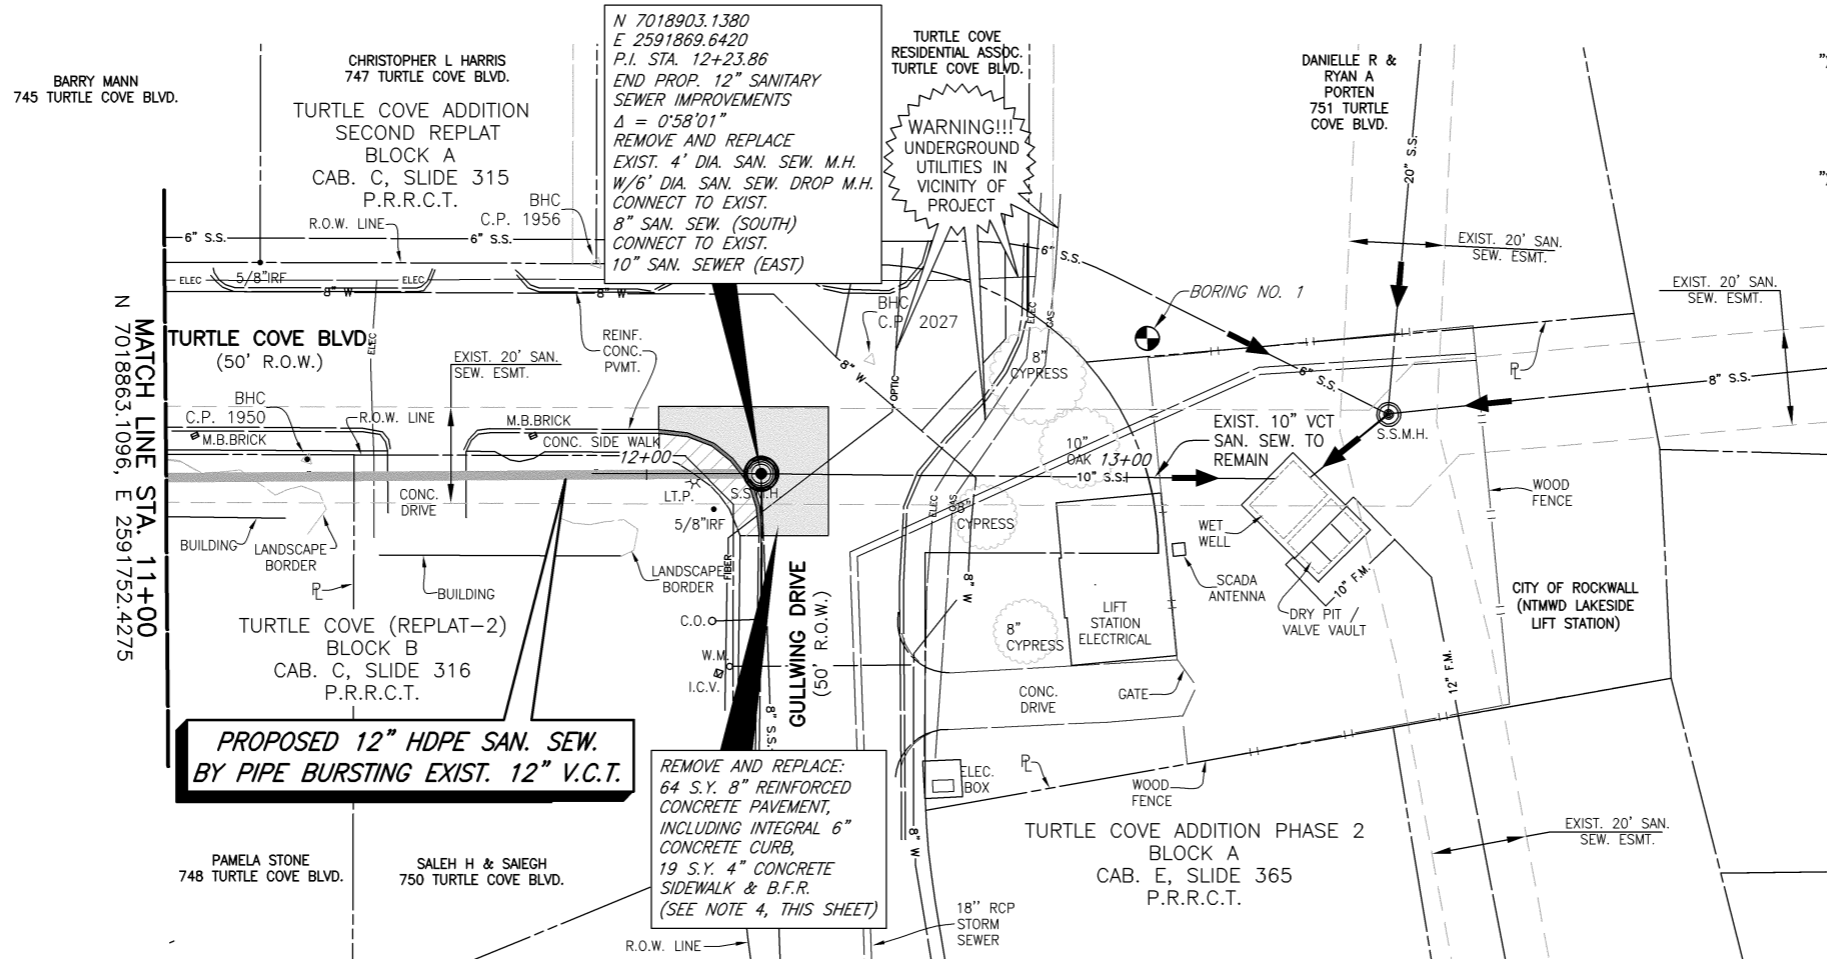 BARRY MANN
745 TURTLE COVE BLVD.
CHRISTOPHER L HARRIS
747 TURTLE COVE BLVD.
TURTLE COVE ADDITION
SECOND REPLAT
BLOCK A
CAB. C, SLIDE 315
P.R.R.C.T.
N 7018903.1380
E 2591869.6420
P.I. STA. 12+23.86
END PROP. 12" SANITARY
SEWER IMPROVEMENTS
Δ = 0°58'01"
REMOVE AND REPLACE
EXIST. 4' DIA. SAN. SEW. M.H.
W/6' DIA. SAN. SEW. DROP M.H.
CONNECT TO EXIST.
8" SAN. SEW. (SOUTH)
CONNECT TO EXIST.
10" SAN. SEWER (EAST)
TURTLE COVE
RESIDENTIAL ASSOC.
TURTLE COVE BLVD.
WARNING!!!
UNDERGROUND
UTILITIES IN
VICINITY OF
PROJECT
DANIELLE R &
RYAN A
PORTEN
751 TURTLE
COVE BLVD.
20" S.S.
BHC
C.P. 1956
R.O.W. LINE
6" S.S.
6" S.S.
6" S.S.
EXIST. 20' SAN.
SEW. ESMT.
EXIST. 20' SAN.
SEW. ESMT.
ELEC
5/8"IRF
ELEC
8" W
8" W
BORING NO. 1
BHC
C.P. 2027
ELEC
GAS
MATCH LINE STA. 11+00
N 7018863.1096, E 2591752.4275
TURTLE COVE BLVD.
(50' R.O.W.)
ELEC
REINF.
CONC.
PVMT.
EXIST. 20' SAN.
SEW. ESMT.
8" W
OPTIC
8"
CYPRESS
6" S.S.
8" S.S.
PL
BHC
C.P. 1950
R.O.W. LINE
M.B.BRICK
M.B.BRICK
CONC. SIDE WALK
12+00
S.S.M.H.
EXIST. 10" VCT
SAN. SEW. TO
REMAIN
S.S.M.H.
10"
OAK
13+00
10" S.S.
CONC.
DRIVE
LT.P.
5/8"IRF
ELEC
GAS
8"
CYPRESS
WET
WELL
WOOD
FENCE
BUILDING
LANDSCAPE
BORDER
PL
BUILDING
LANDSCAPE
BORDER
FIBER
8" W
SCADA
ANTENNA
10" F.M.
DRY PIT
VALVE VAULT
CITY OF ROCKWALL
(NTMWD LAKESIDE
LIFT STATION)
TURTLE COVE (REPLAT-2)
BLOCK B
CAB. C, SLIDE 316
P.R.R.C.T.
C.O.
W.M.
I.C.V.
GULLWING DRIVE
(50' R.O.W.)
8" S.S.
8"
CYPRESS
LIFT
STATION
ELECTRICAL
CONC.
DRIVE
GATE
12" F.M.
PROPOSED 12" HDPE SAN. SEW.
BY PIPE BURSTING EXIST. 12" V.C.T.
REMOVE AND REPLACE:
64 S.Y. 8" REINFORCED
CONCRETE PAVEMENT,
INCLUDING INTEGRAL 6"
CONCRETE CURB,
19 S.Y. 4" CONCRETE
SIDEWALK & B.F.R.
(SEE NOTE 4, THIS SHEET)
ELEC.
BOX
PL
WOOD
FENCE
8" W
TURTLE COVE ADDITION PHASE 2
BLOCK A
CAB. E, SLIDE 365
P.R.R.C.T.
EXIST. 20' SAN.
SEW. ESMT.
PAMELA STONE
748 TURTLE COVE BLVD.
SALEH H & SAIEGH
750 TURTLE COVE BLVD.
R.O.W. LINE
18" RCP
STORM
SEWER